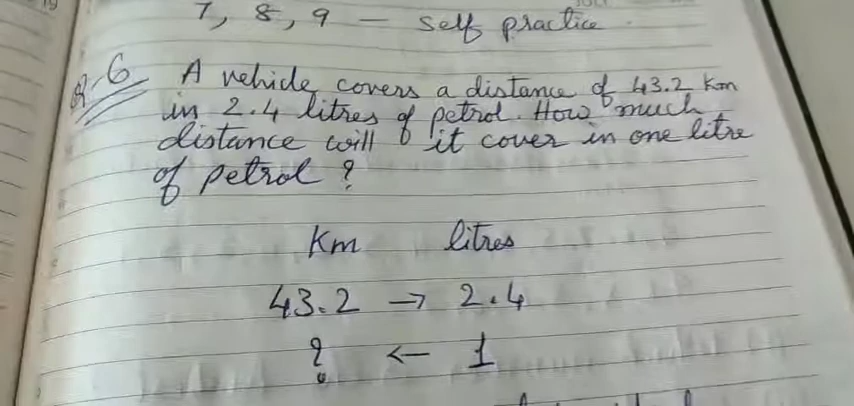 7, 8, 9 — Self practice
Q-6 A vehicle covers a distance of 43.2 Km
in 2.4 litres of petrol. How much
distance will it cover in one litre
of petrol ?
Km litres
43.2 → 2.4
? ← 1